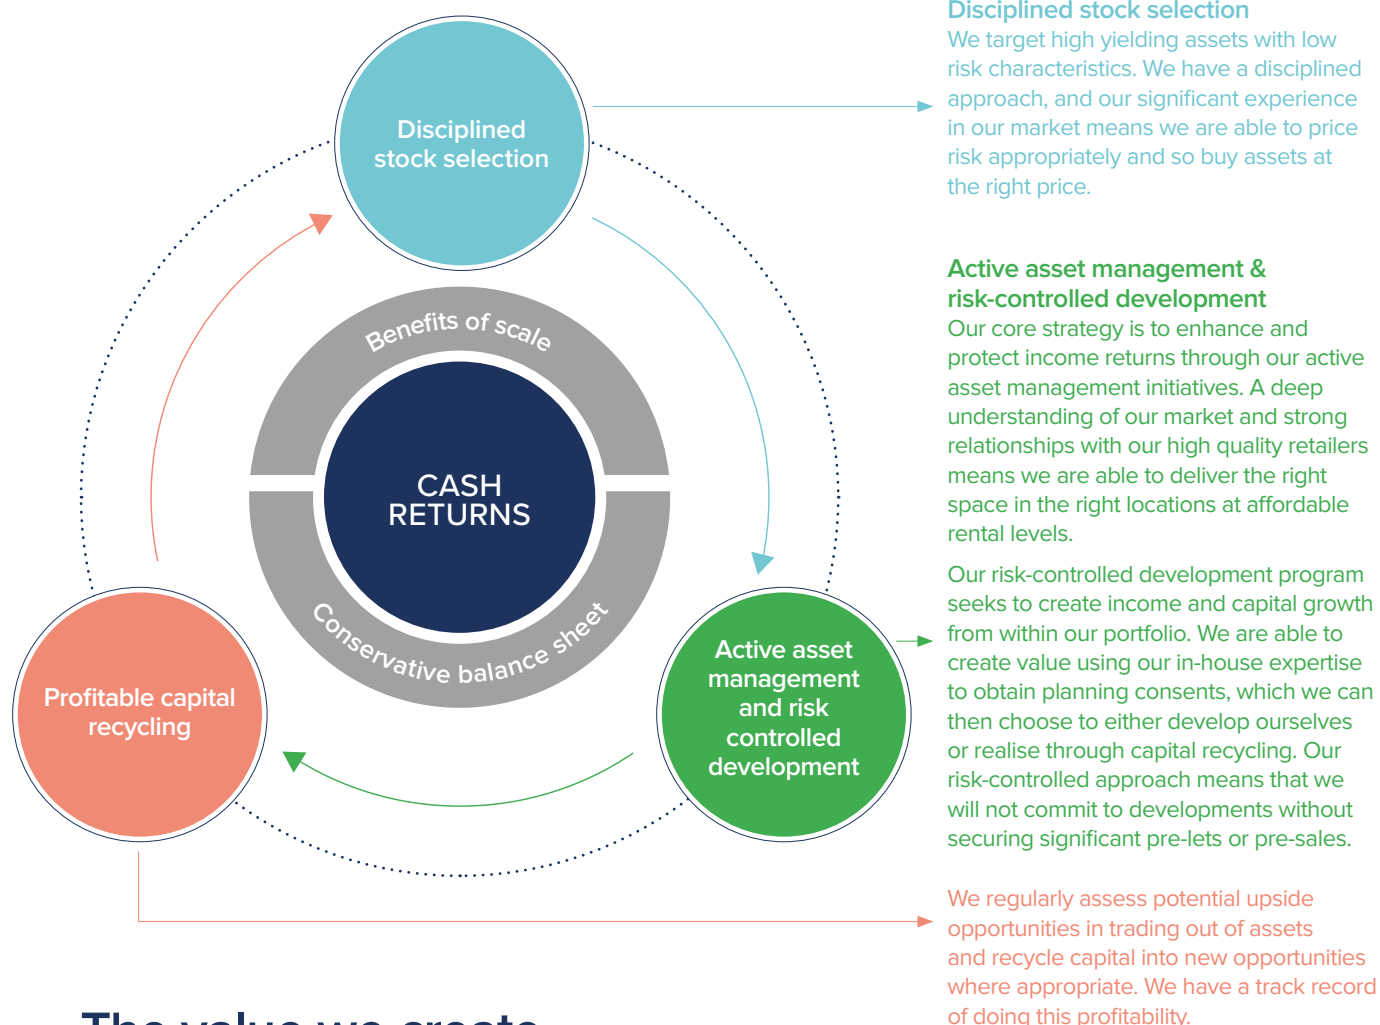 Disciplined
stock selection
Benefits of scale
CASH
RETURNS
Conservative balance sheet
Profitable capital
recycling
Active asset
management
and risk
controlled
development
Disciplined stock selection
We target high yielding assets with low
risk characteristics. We have a disciplined
approach, and our significant experience
in our market means we are able to price
risk appropriately and so buy assets at
the right price.
Active asset management &
risk-controlled development
Our core strategy is to enhance and
protect income returns through our active
asset management initiatives. A deep
understanding of our market and strong
relationships with our high quality retailers
means we are able to deliver the right
space in the right locations at affordable
rental levels.
Our risk-controlled development program
seeks to create income and capital growth
from within our portfolio. We are able to
create value using our in-house expertise
to obtain planning consents, which we can
then choose to either develop ourselves
or realise through capital recycling. Our
risk-controlled approach means that we
will not commit to developments without
securing significant pre-lets or pre-sales.
We regularly assess potential upside
opportunities in trading out of assets
and recycle capital into new opportunities
where appropriate. We have a track record
of doing this profitability.
The value we create